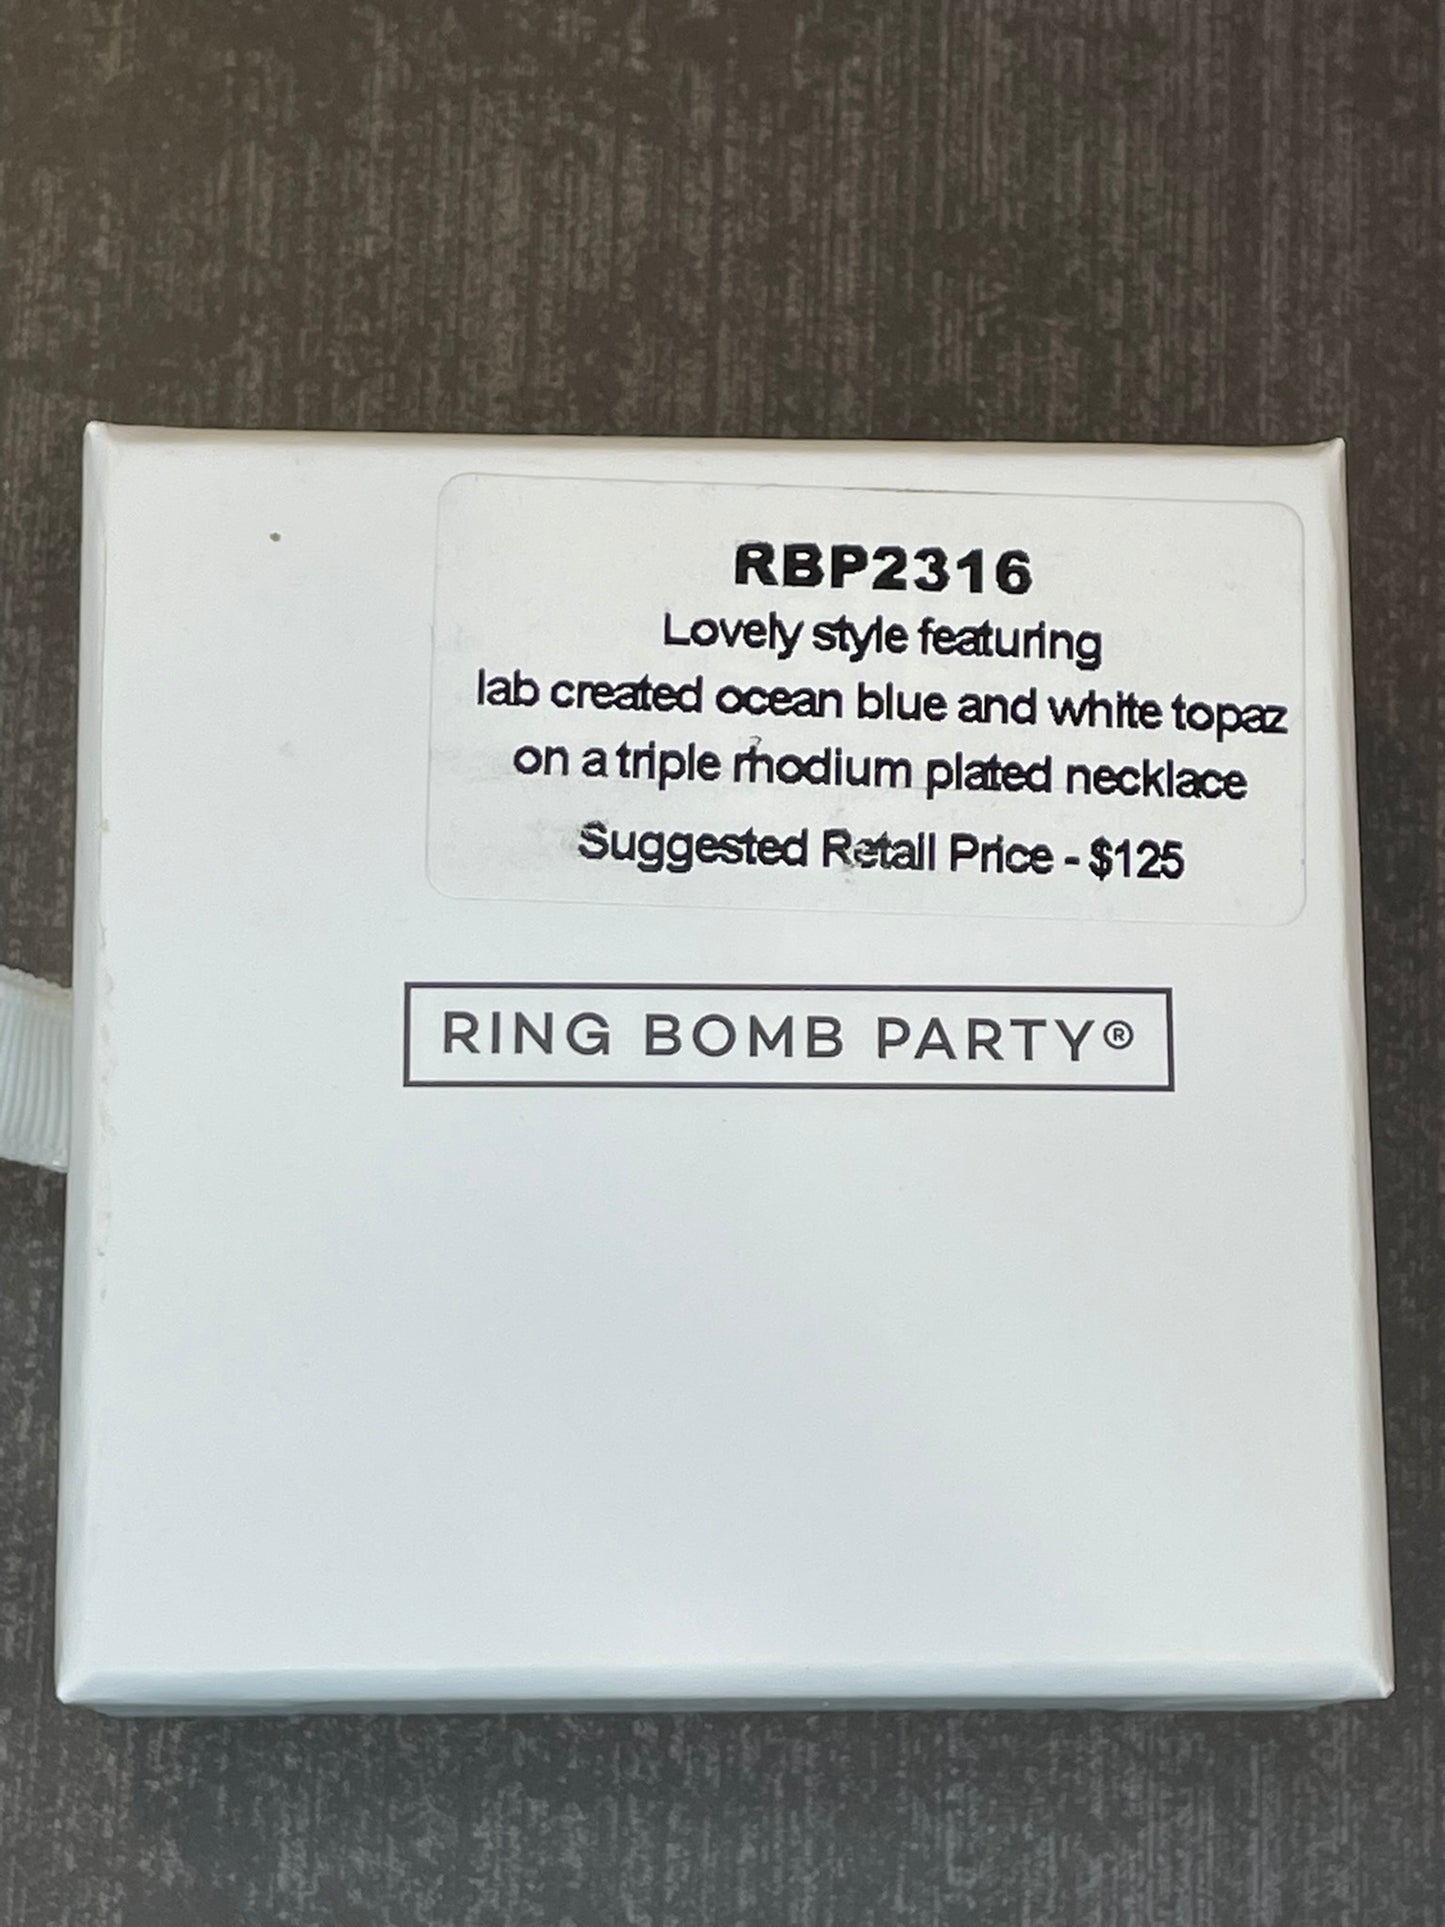 RBP2316
Lovely style featuring
lab created ocean blue and white topaz
on a triple rhodium plated necklace
Suggested Retail Price - $125
RING BOMB PARTY®